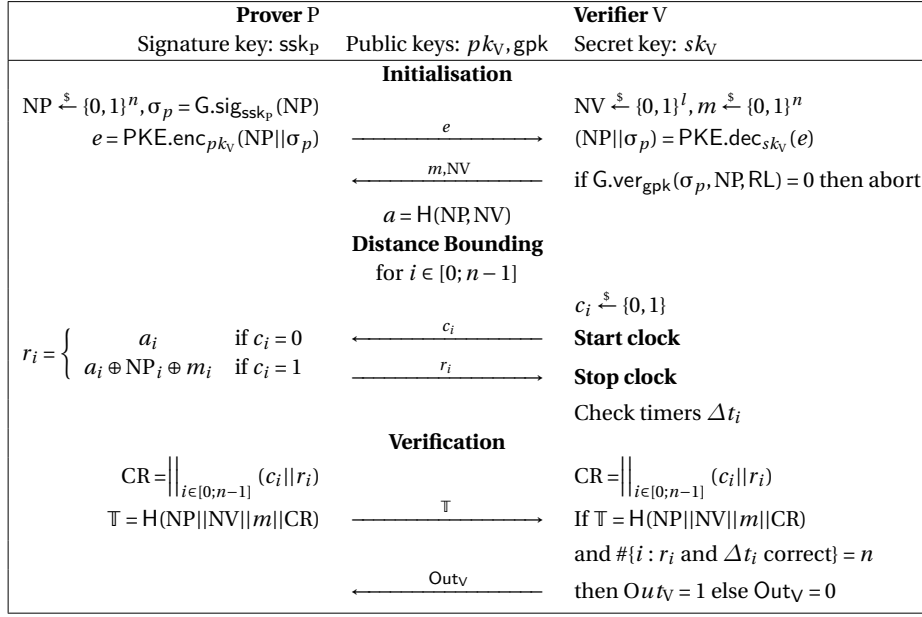 Prover P Verifier V
Signature key: ssk_P Public keys: pk_V, gpk Secret key: sk_V
Initialisation
NP ←$ {0,1}^n, σ_p = G.sig_{ssk_P}(NP) NV ←$ {0,1}^l, m ←$ {0,1}^n
e = PKE.enc_{pk_V}(NP||σ_p) e (NP||σ_p) = PKE.dec_{sk_V}(e)
m,NV if G.ver_{gpk}(σ_p, NP, RL) = 0 then abort
a = H(NP, NV)
Distance Bounding
for i ∈ [0; n − 1]
c_i ←$ {0,1}
r_i = { a_i if c_i = 0 c_i Start clock
a_i ⊕ NP_i ⊕ m_i if c_i = 1 r_i Stop clock
Check timers Δt_i
Verification
CR = ||_{i∈[0;n−1]} (c_i||r_i) CR = ||_{i∈[0;n−1]} (c_i||r_i)
𝕋 = H(NP||NV||m||CR) 𝕋 If 𝕋 = H(NP||NV||m||CR)
and #{i : r_i and Δt_i correct} = n
Out_V then Out_V = 1 else Out_V = 0